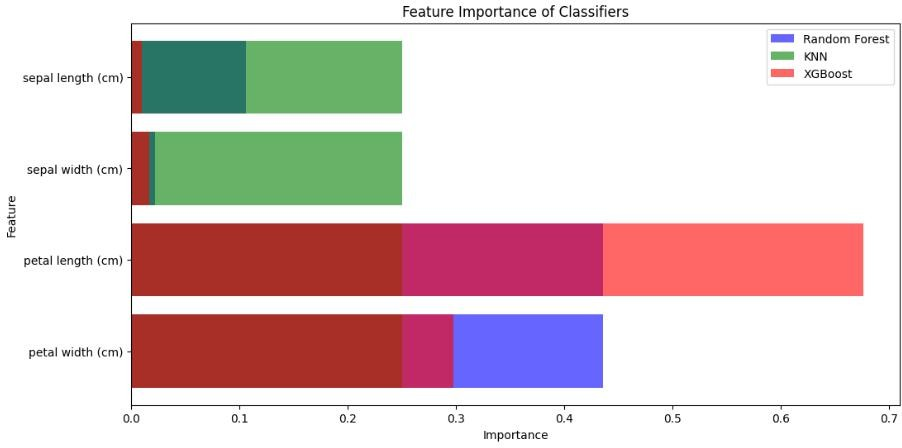 Feature Importance of Classifiers
Random Forest
KNN
XGBoost
sepal length (cm)
sepal width (cm)
petal length (cm)
petal width (cm)
Feature
0.0 0.1 0.2 0.3 0.4 0.5 0.6 0.7
Importance